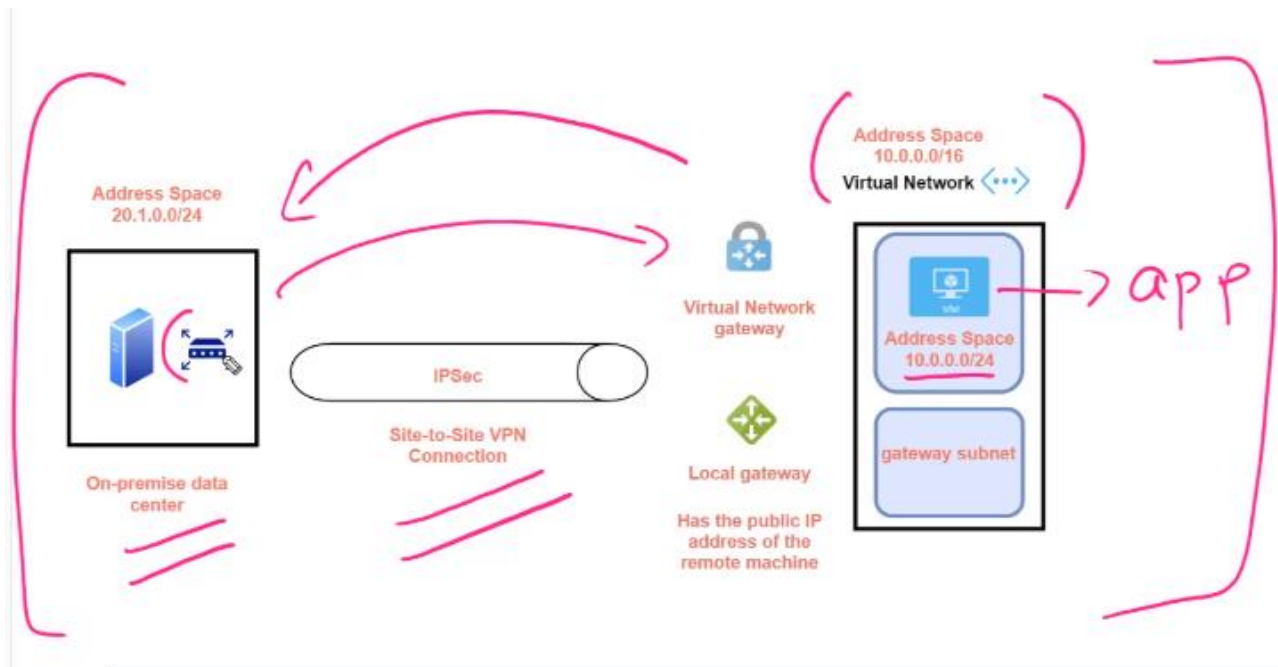 Address Space
20.1.0.0/24
On-premise data
center
IPSec
Site-to-Site VPN
Connection
Virtual Network
gateway
Local gateway
Has the public IP
address of the
remote machine
Address Space
10.0.0.0/16
Virtual Network
VM
Address Space
10.0.0.0/24
gateway subnet
app